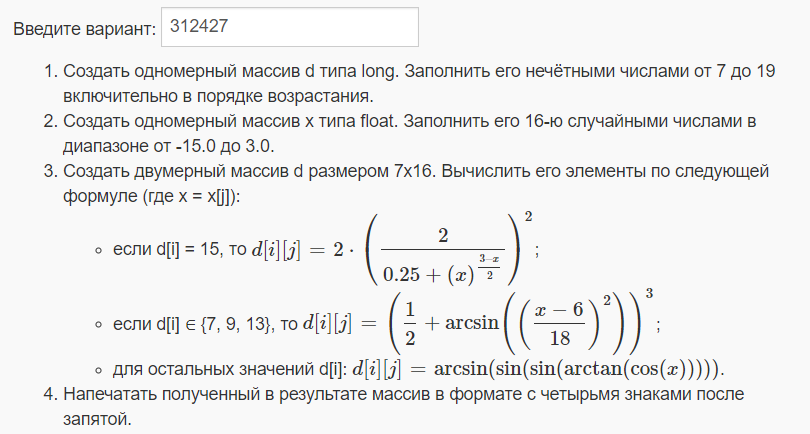 Введите вариант: 312427
1. Создать одномерный массив d типа long. Заполнить его нечётными числами от 7 до 19
включительно в порядке возрастания.
2. Создать одномерный массив x типа float. Заполнить его 16-ю случайными числами в
диапазоне от -15.0 до 3.0.
3. Создать двумерный массив d размером 7x16. Вычислить его элементы по следующей
формуле (где x = x[j]):
◦ если d[i] = 15, то $d[i][j] = 2 \cdot \left(\frac{2}{0.25+(x)^{\frac{3-x}{2}}}\right)^2$;
◦ если d[i] ∈ {7, 9, 13}, то $d[i][j] = \left(\frac{1}{2} + \arcsin\left(\left(\frac{x-6}{18}\right)^2\right)\right)^3$;
◦ для остальных значений d[i]: $d[i][j] = \arcsin(\sin(\sin(\arctan(\cos(x)))))$.
4. Напечатать полученный в результате массив в формате с четырьмя знаками после
запятой.